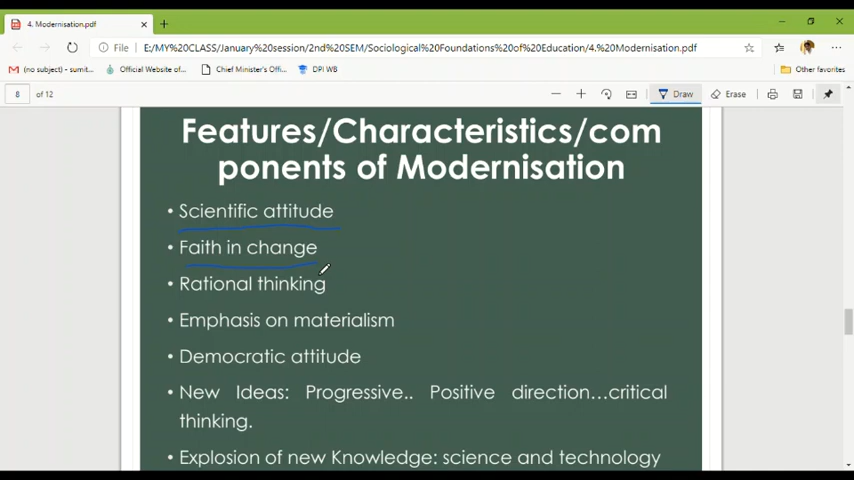 4. Modernisation.pdf
File
E:/MY%20CLASS/January%20session/2nd%20SEM/Sociological%20Foundations%20of%20Education/4.%20Modernisation.pdf
(no subject) - sumit...
Official Website of...
Chief Minister's Offi...
DPI WB
Other favorites
8 of 12
Draw
Erase
Features/Characteristics/com
ponents of Modernisation
• Scientific attitude
• Faith in change
• Rational thinking
• Emphasis on materialism
• Democratic attitude
• New Ideas: Progressive.. Positive direction...critical
thinking.
• Explosion of new Knowledge: science and technology